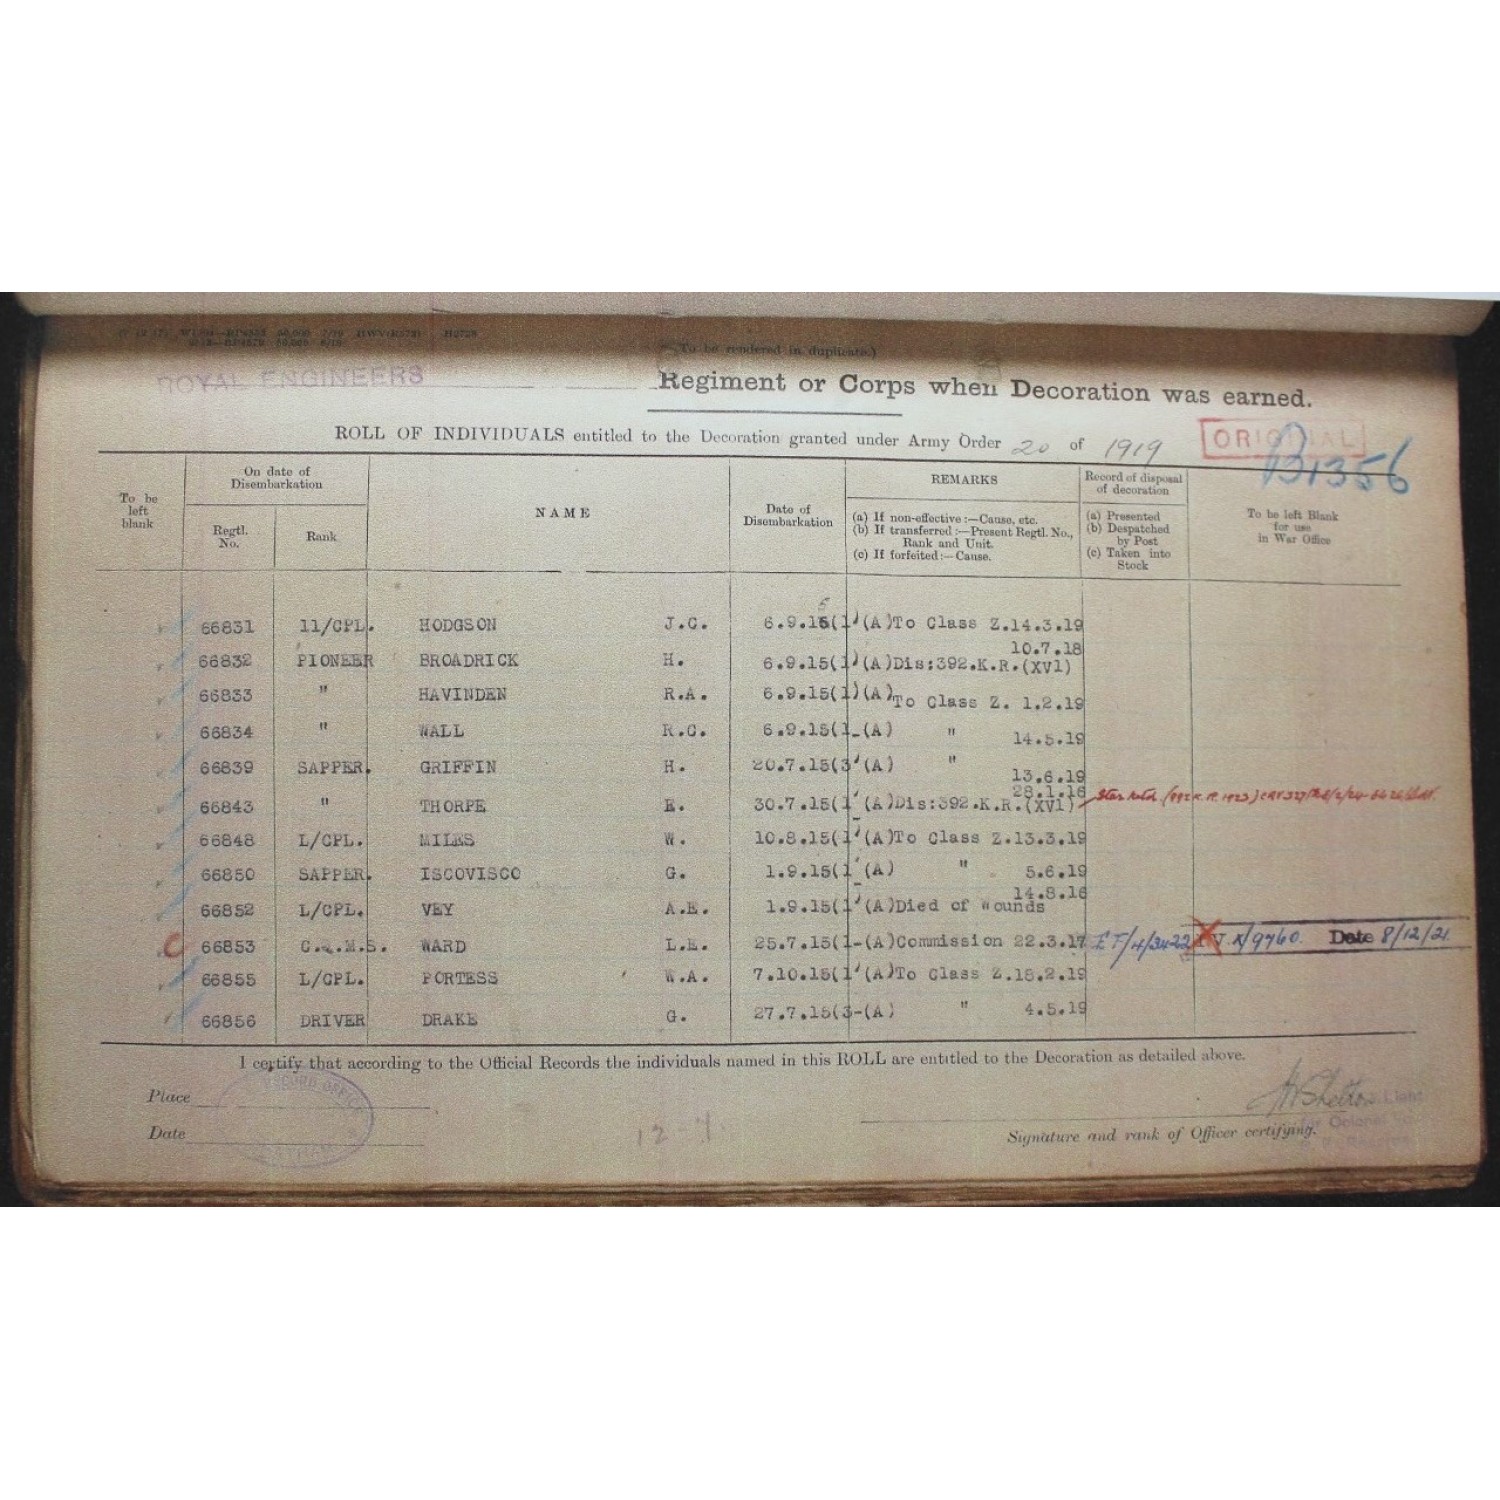 (To be rendered in duplicate.)
ROYAL ENGINEERS Regiment or Corps when Decoration was earned.
ROLL OF INDIVIDUALS entitled to the Decoration granted under Army Order 20 of 1919
ORIGINAL
B1356
To be left blank
On date of Disembarkation
Regtl. No.
Rank
NAME
Date of Disembarkation
REMARKS
(a) If non-effective:—Cause, etc.
(b) If transferred:—Present Regtl. No., Rank and Unit.
(c) If forfeited:—Cause.
Record of disposal of decoration
(a) Presented
(b) Despatched by Post
(c) Taken into Stock
To be left Blank for use in War Office
66831 11/CPL. HODGSON J.C. 6.9.15(1 (A)To Class Z.14.3.19
10.7.18
66832 PIONEER BROADRICK H. 6.9.15(1)(A)Dis:392.K.R.(XVI)
66833 " HAVINDEN R.A. 6.9.15(1)(A)To Class Z. 1.2.19
66834 " WALL R.C. 6.9.15(1-(A) " 14.5.19
66839 SAPPER. GRIFFIN H. 20.7.15(3'(A) " 13.6.19
28.1.18
66843 " THORPE E. 30.7.15(1'(A)Dis:392.K.R.(XVI) Star
66848 L/CPL. MILES W. 10.8.15(1'(A)To Class Z.13.3.19
66850 SAPPER. ISCOVISCO G. 1.9.15(1'(A) " 5.6.19
14.8.16
66852 L/CPL. VEY A.E. 1.9.15(1'(A)Died of Wounds
C 66853 C.Q.M.S. WARD L.E. 25.7.15(1-(A)Commission 22.3.17 EF/4/3422 IV X/9760. Date 8/12/21
66855 L/CPL. PORTESS W.A. 7.10.15(1'(A)To Class Z.18.2.19
66856 DRIVER DRAKE G. 27.7.15(3-(A) " 4.5.19
I certify that according to the Official Records the individuals named in this ROLL are entitled to the Decoration as detailed above.
Place
Date
RECORD OFFICE
CHATHAM
Signature and rank of Officer certifying.